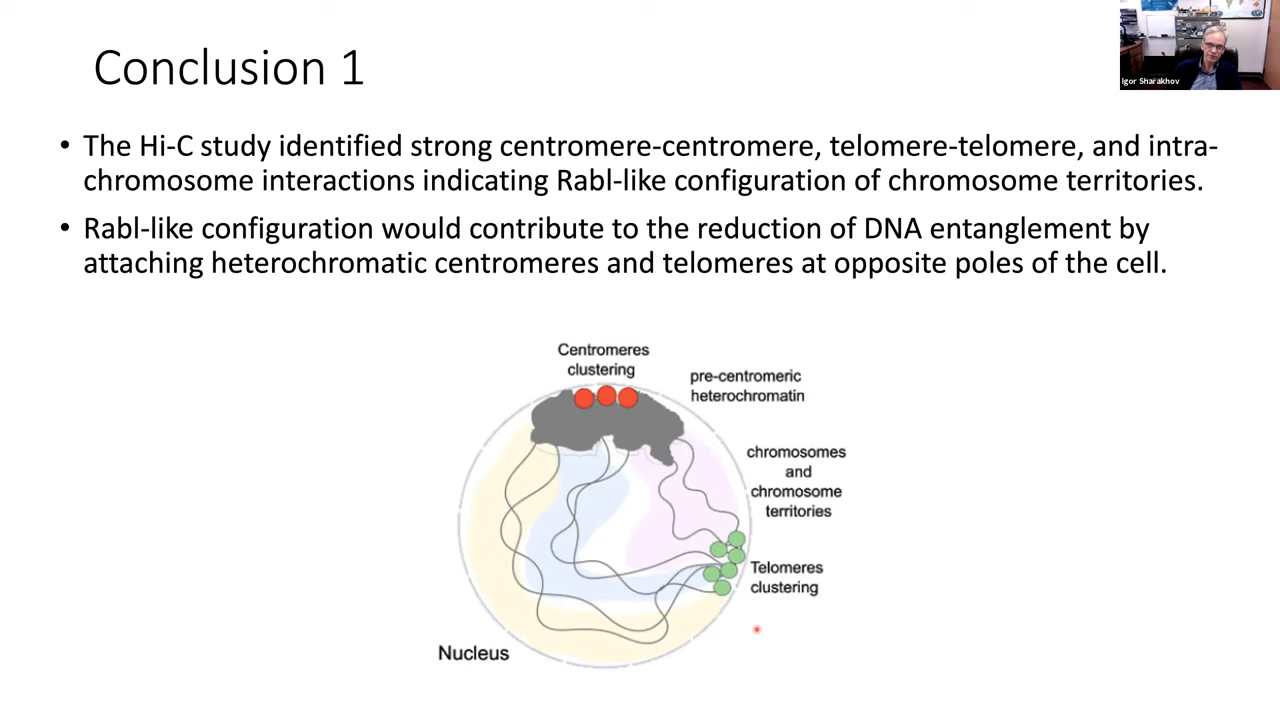 Conclusion 1
Igor Sharakhov
• The Hi-C study identified strong centromere-centromere, telomere-telomere, and intra-
chromosome interactions indicating Rabl-like configuration of chromosome territories.
• Rabl-like configuration would contribute to the reduction of DNA entanglement by
attaching heterochromatic centromeres and telomeres at opposite poles of the cell.
Centromeres
clustering
pre-centromeric
heterochromatin
chromosomes
and
chromosome
territories
Telomeres
clustering
Nucleus